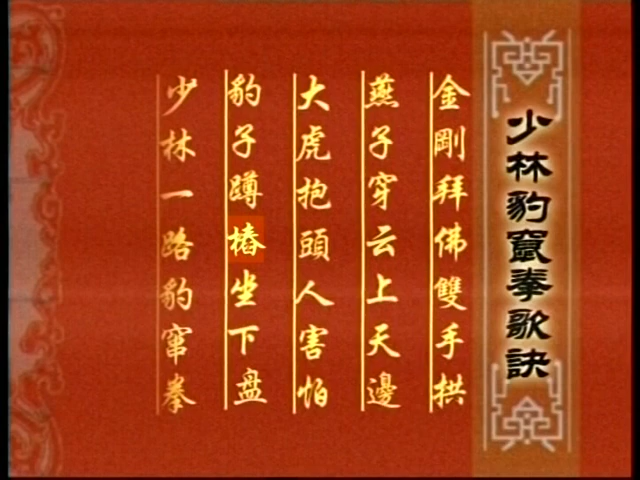 少林豹竄拳歌訣
金剛拜佛雙手拱
燕子穿云上天邊
大虎抱頭人害怕
豹子蹲樁坐下盘
少林一路豹窜拳